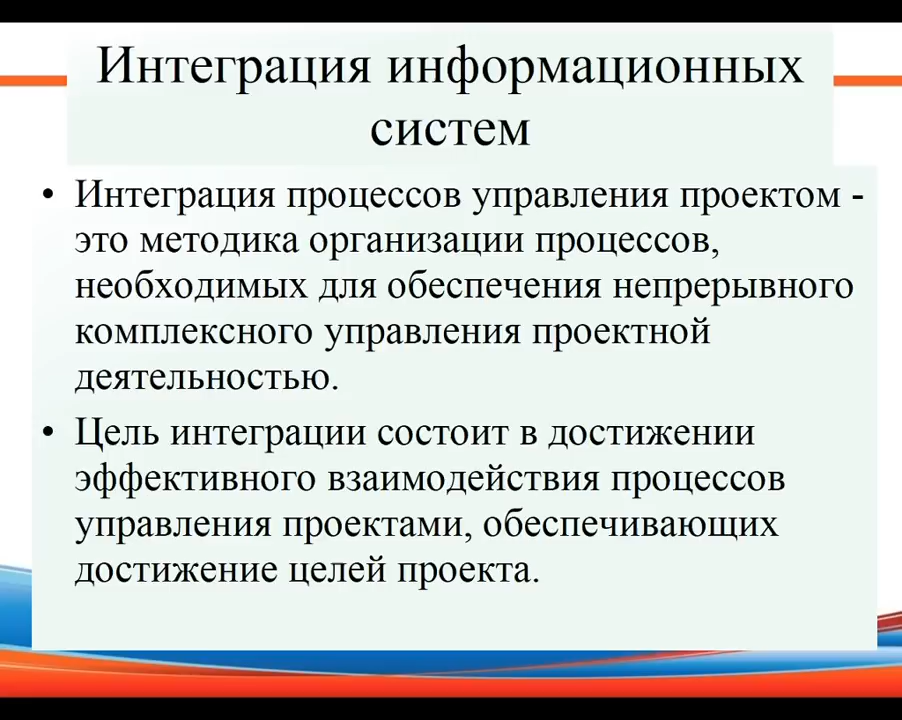 Интеграция информационных
систем
• Интеграция процессов управления проектом -
это методика организации процессов,
необходимых для обеспечения непрерывного
комплексного управления проектной
деятельностью.
• Цель интеграции состоит в достижении
эффективного взаимодействия процессов
управления проектами, обеспечивающих
достижение целей проекта.